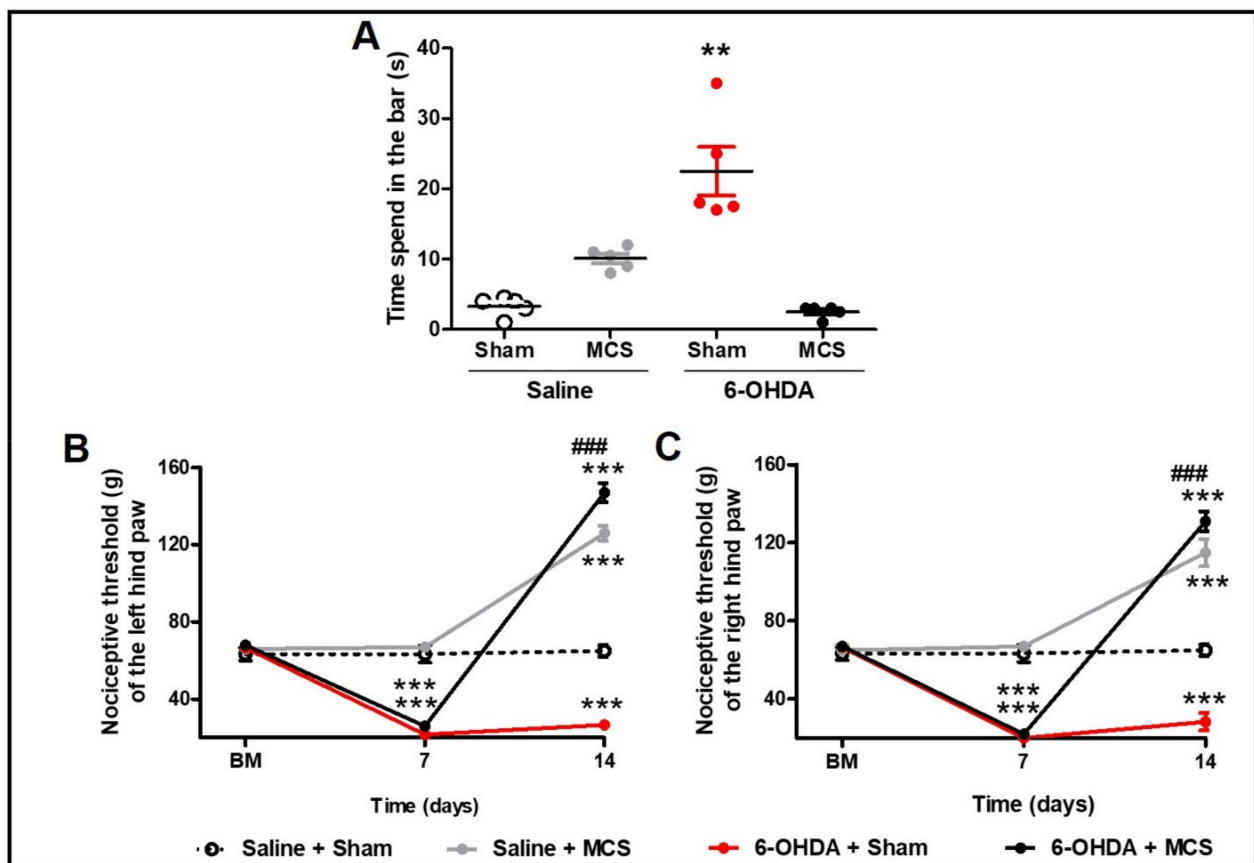 A
Time spend in the bar (s)
40
30
20
10
0
**
Sham
MCS
Sham
MCS
Saline
6-OHDA
B
Nociceptive threshold (g)
of the left hind paw
160
120
80
40
###
***
***
***
***
***
BM
7
14
Time (days)
C
Nociceptive threshold (g)
of the right hind paw
160
120
80
40
###
***
***
***
***
***
BM
7
14
Time (days)
Saline + Sham
Saline + MCS
6-OHDA + Sham
6-OHDA + MCS